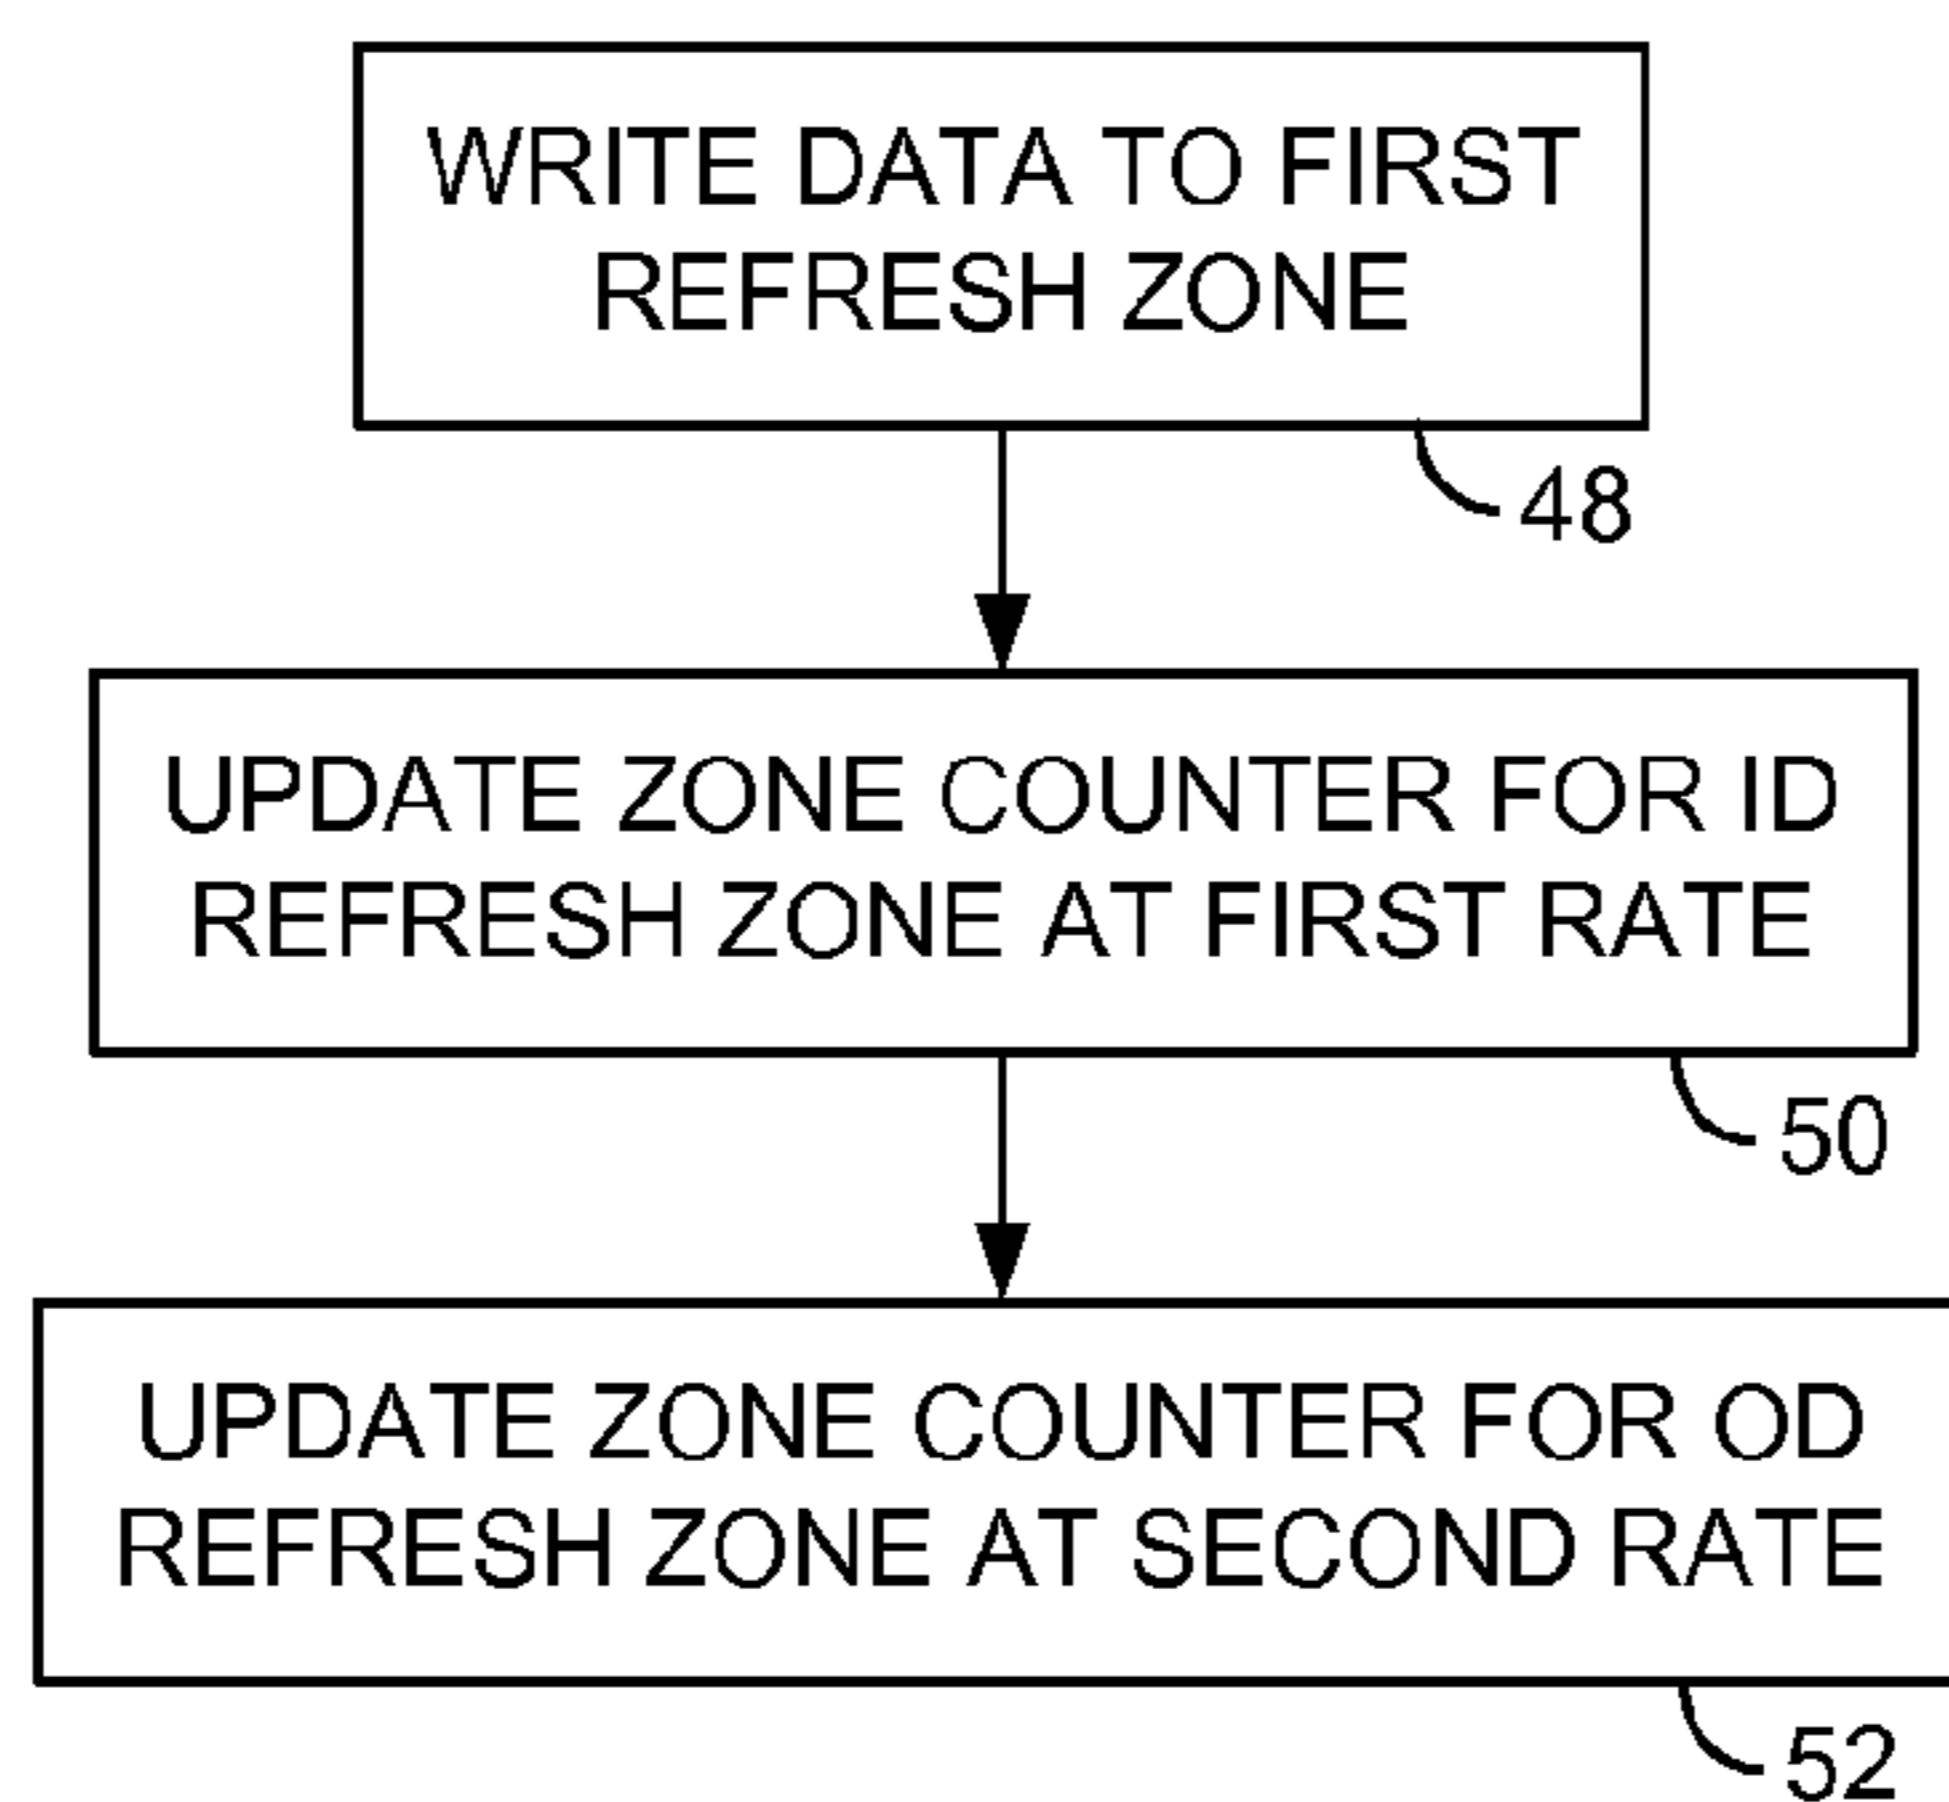 WRITE DATA TO FIRST
REFRESH ZONE
48
UPDATE ZONE COUNTER FOR ID
REFRESH ZONE AT FIRST RATE
50
UPDATE ZONE COUNTER FOR OD
REFRESH ZONE AT SECOND RATE
52